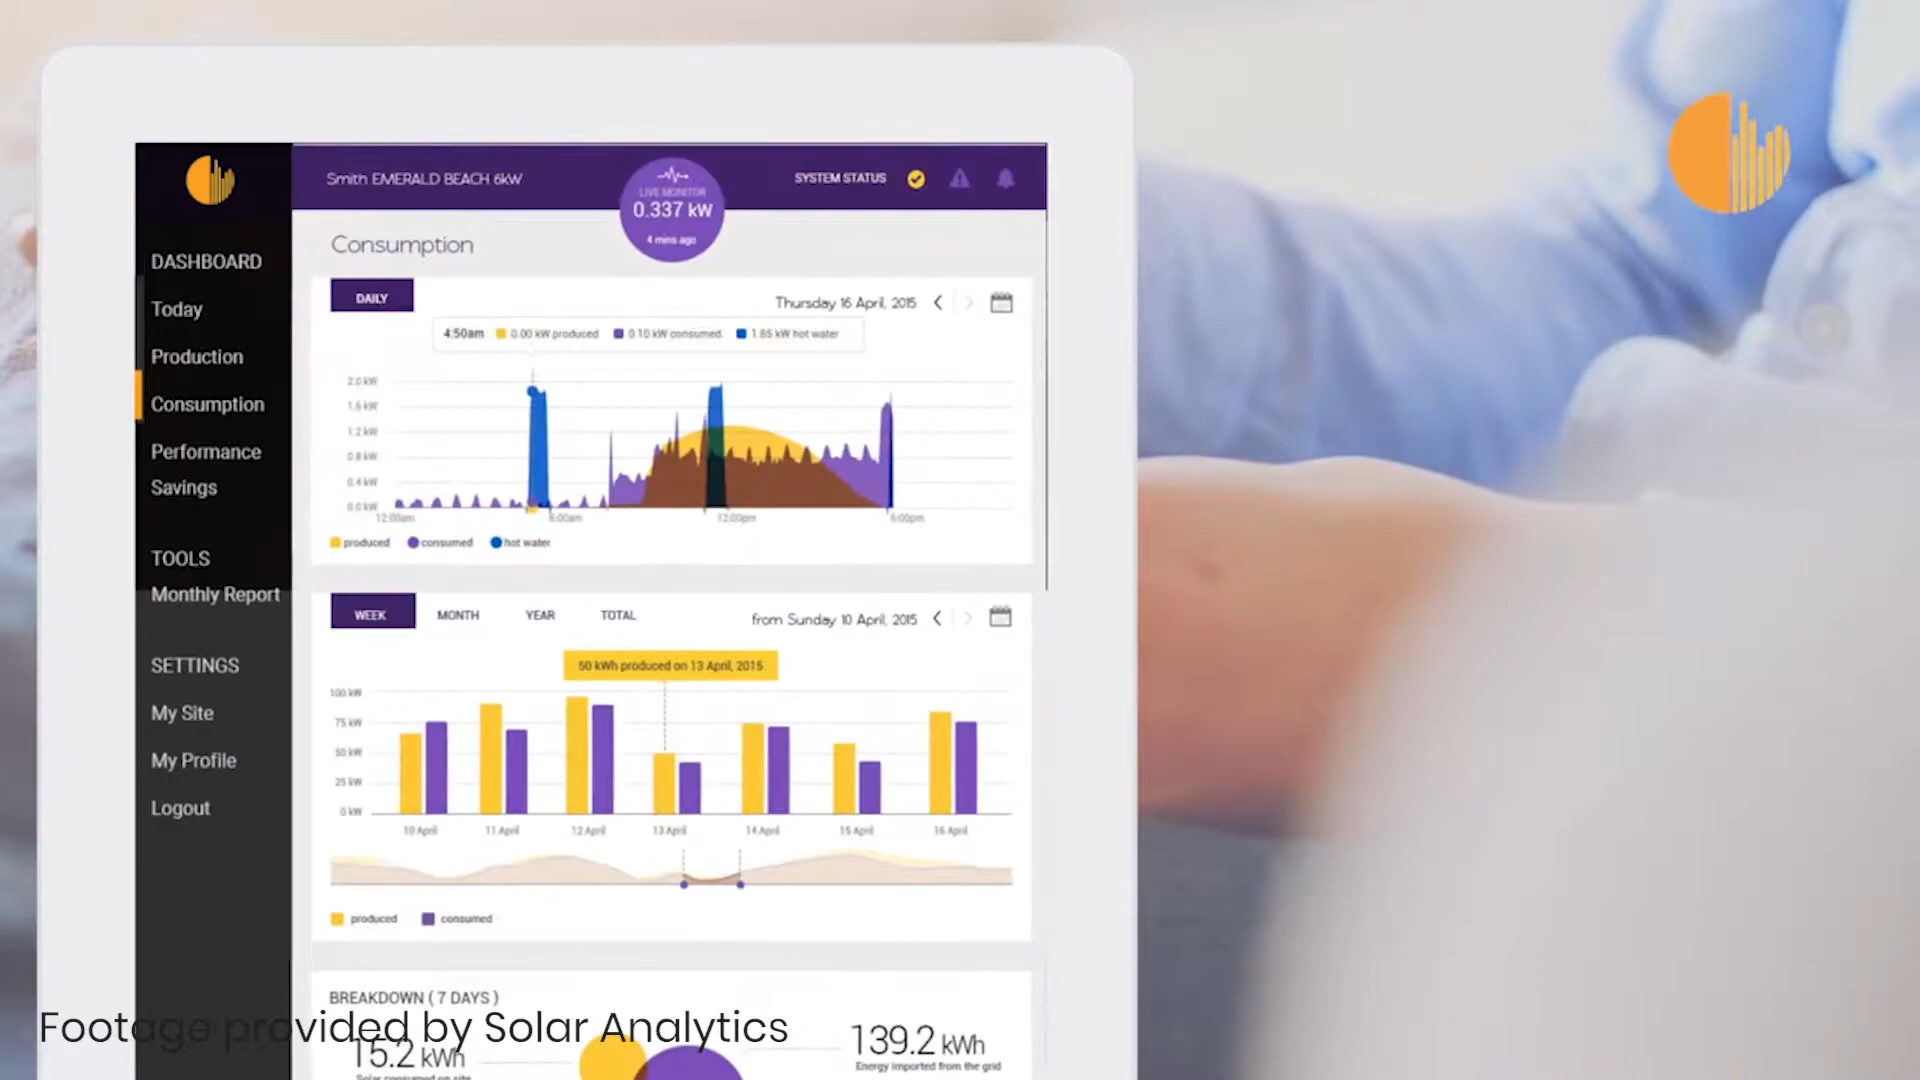 Smith EMERALD BEACH 6kW
LIVE MONITOR
0.337 kW
4 mins ago
SYSTEM STATUS
DASHBOARD
Today
Production
Consumption
Performance
Savings
TOOLS
Monthly Report
SETTINGS
My Site
My Profile
Logout
Consumption
DAILY
Thursday 16 April, 2015
4:50am 0.00 kW produced 0.10 kW consumed 1.85 kW hot water
2.0 kW
1.6 kW
1.2 kW
0.8 kW
0.4 kW
0.0 kW
12:00am 6:00am 12:00pm 6:00pm
produced consumed hot water
WEEK MONTH YEAR TOTAL
from Sunday 10 April, 2015
50 kWh produced on 13 April, 2015
100 kW
75 kW
50 kW
25 kW
0 kW
10 April 11 April 12 April 13 April 14 April 15 April 16 April
produced consumed
BREAKDOWN ( 7 DAYS )
15.2 kWh
Solar consumed on site
139.2 kWh
Energy imported from the grid
Footage provided by Solar Analytics